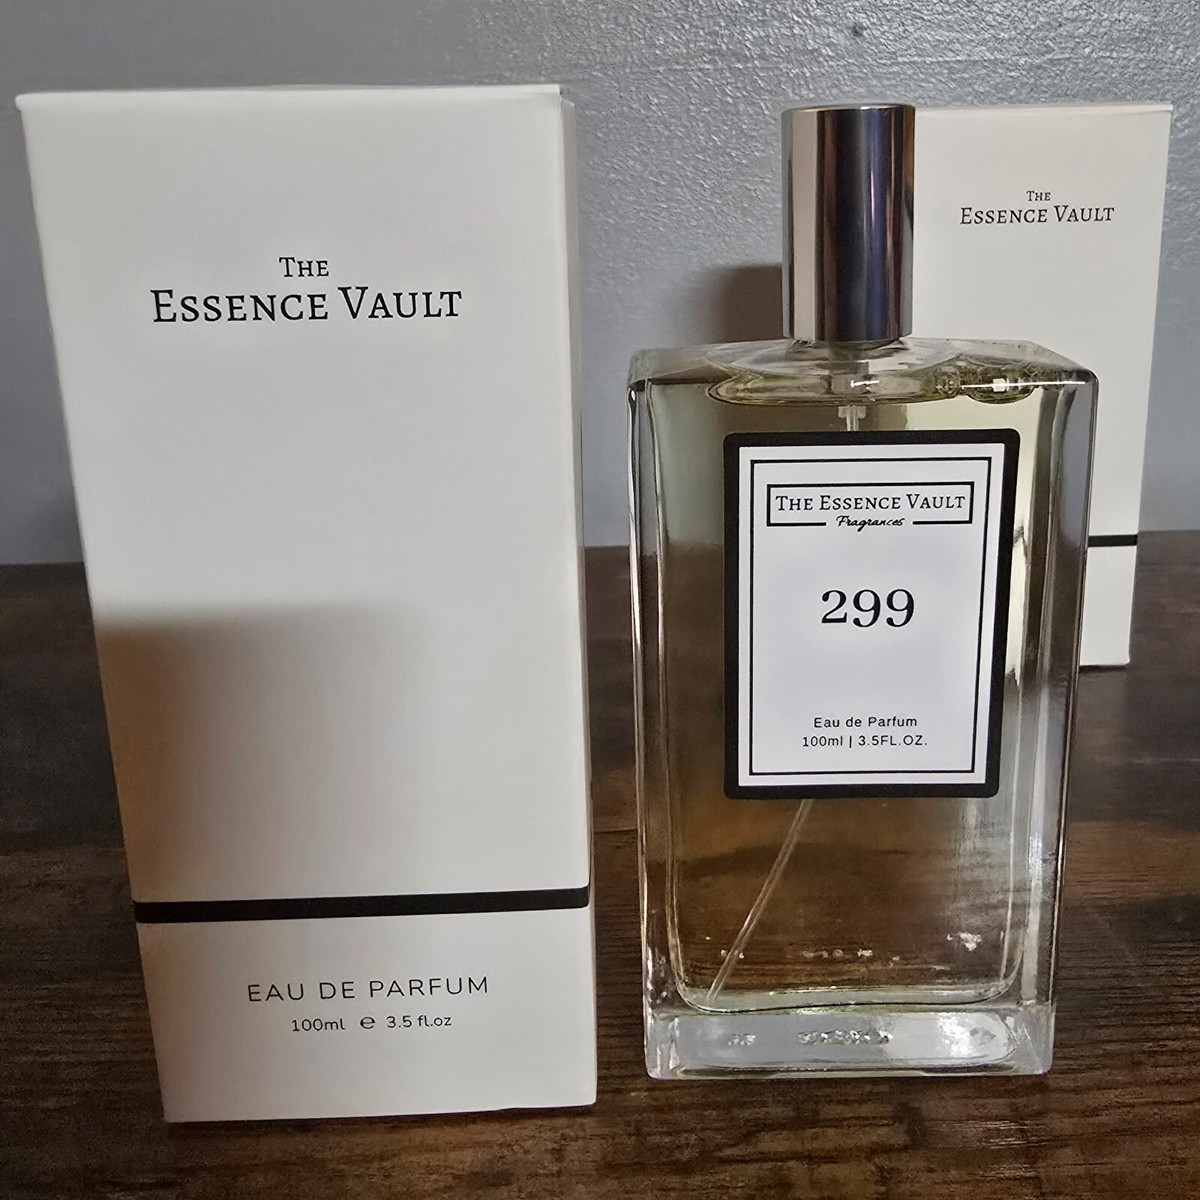 The
Essence Vault
EAU DE PARFUM
100ml ℮ 3.5 fl.oz
The
Essence Vault
The Essence Vault
Fragrances
299
Eau de Parfum
100ml | 3.5FL.OZ.